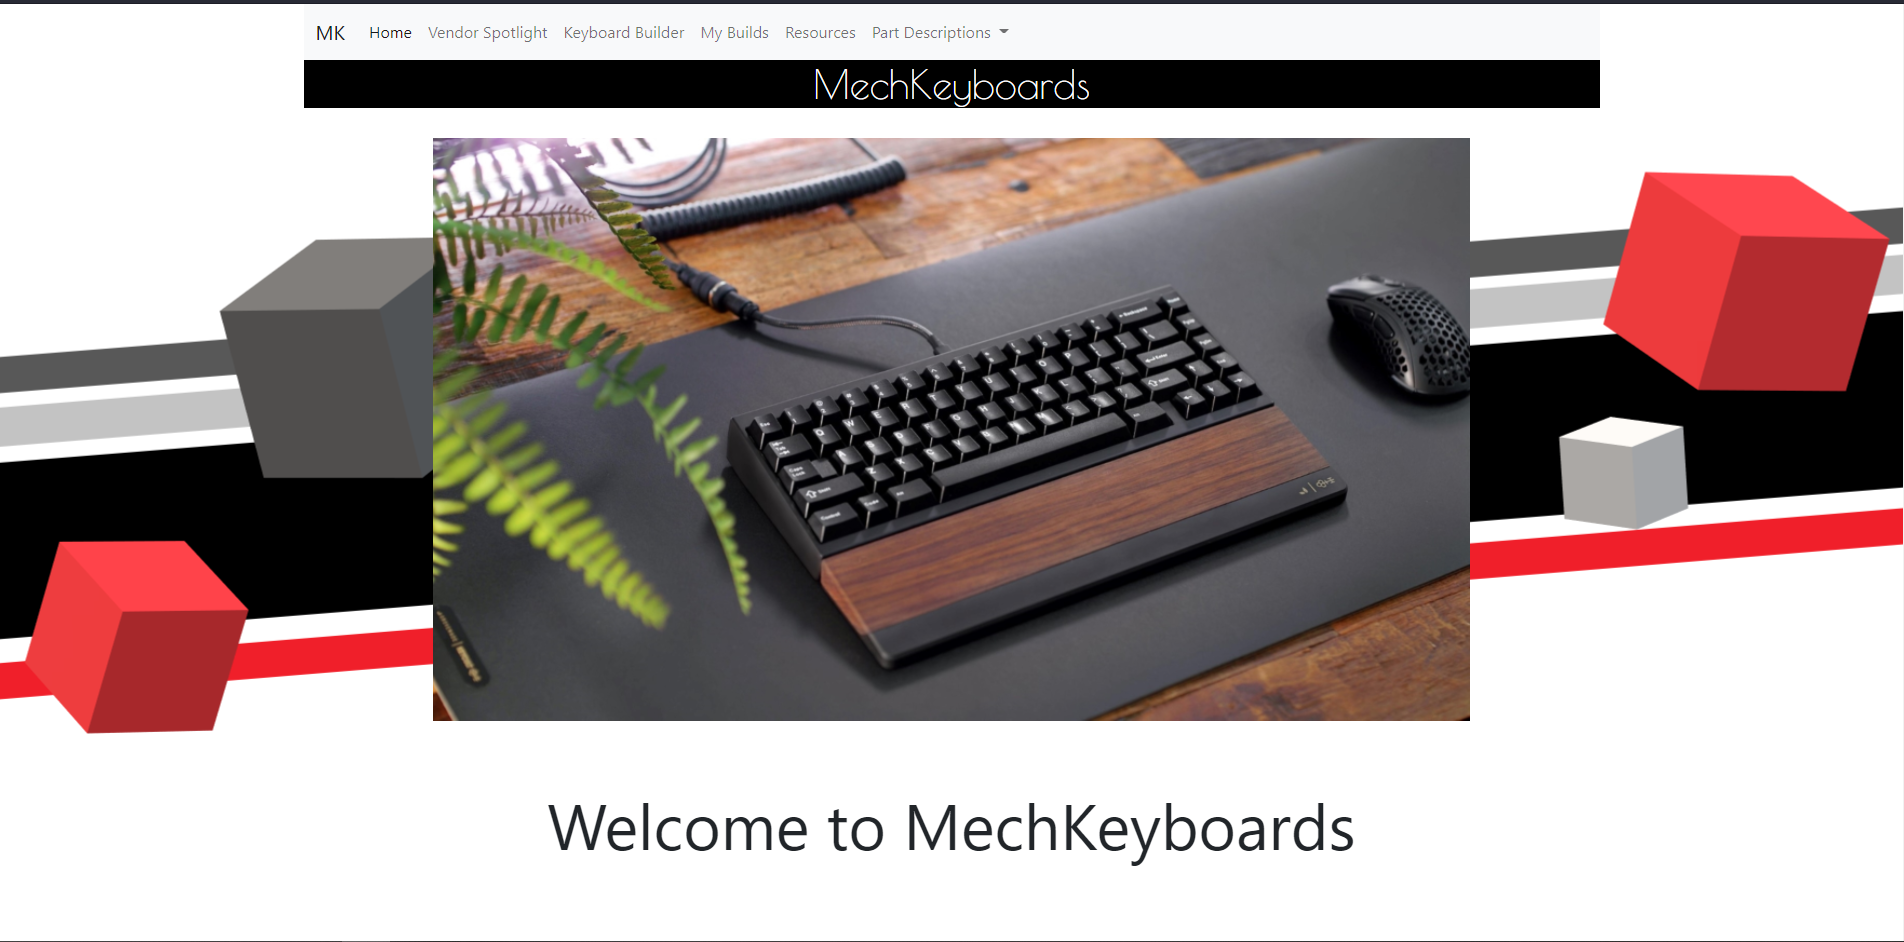 MK Home Vendor Spotlight Keyboard Builder My Builds Resources Part Descriptions
MechKeyboards
Welcome to MechKeyboards